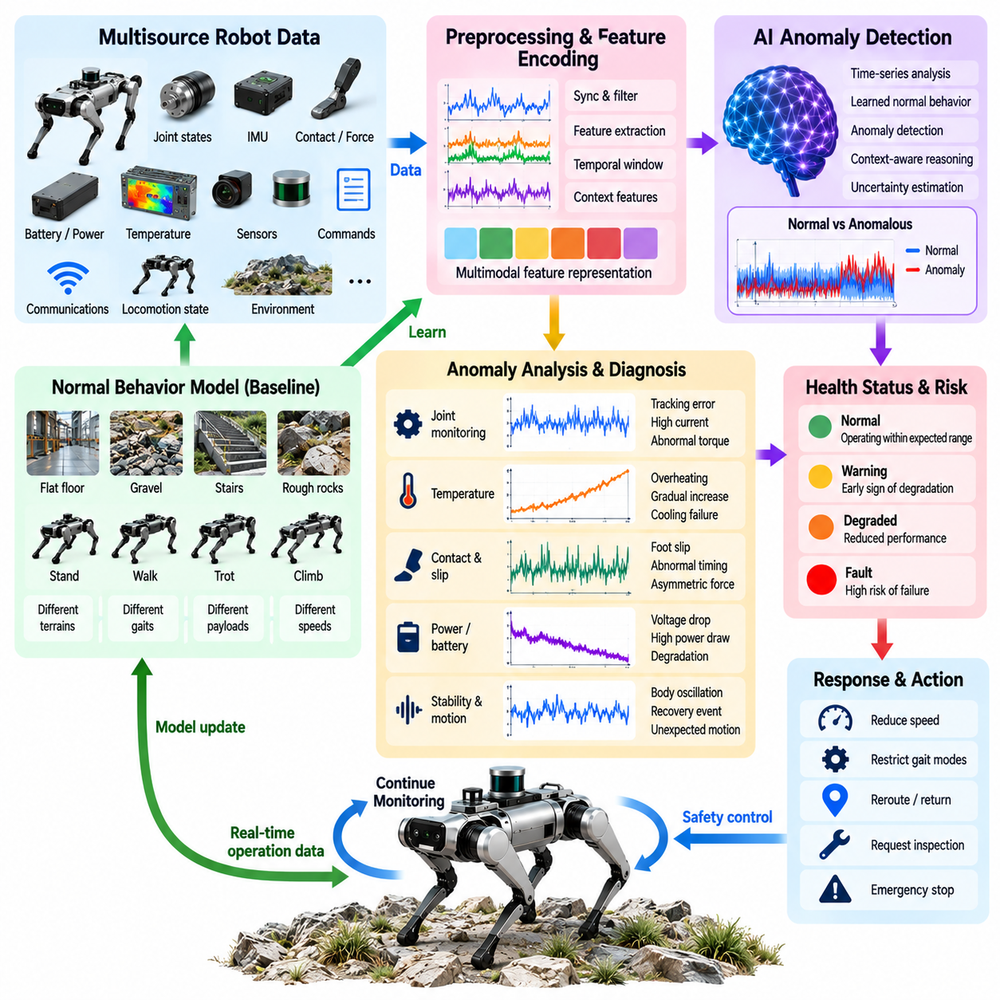 Multisource Robot Data
Joint states
IMU
Contact / Force
Battery / Power
Temperature
Sensors
Commands
Communications
Locomotion state
Environment
...
Data
Preprocessing & Feature
Encoding
Sync & filter
Feature extraction
Temporal window
Context features
Multimodal feature representation
AI Anomaly Detection
Time-series analysis
Learned normal behavior
Anomaly detection
Context-aware reasoning
Uncertainty estimation
Normal vs Anomalous
Normal
Anomaly
Learn
Normal Behavior Model (Baseline)
Flat floor
Gravel
Stairs
Rough rocks
Stand
Walk
Trot
Climb
Different
terrains
Different
gaits
Different
payloads
Different
speeds
Anomaly Analysis & Diagnosis
Joint
monitoring
Tracking error
High current
Abnormal torque
Temperature
Overheating
Gradual increase
Cooling failure
Contact &
slip
Foot slip
Abnormal timing
Asymmetric force
Power /
battery
Voltage drop
High power draw
Degradation
Stability &
motion
Body oscillation
Recovery event
Unexpected motion
Health Status & Risk
Normal
Operating within expected range
Warning
Early sign of degradation
Degraded
Reduced performance
Fault
High risk of failure
Response & Action
Reduce speed
Restrict gait modes
Reroute / return
Request inspection
Emergency stop
Model update
Real-time
operation data
Continue
Monitoring
Safety control